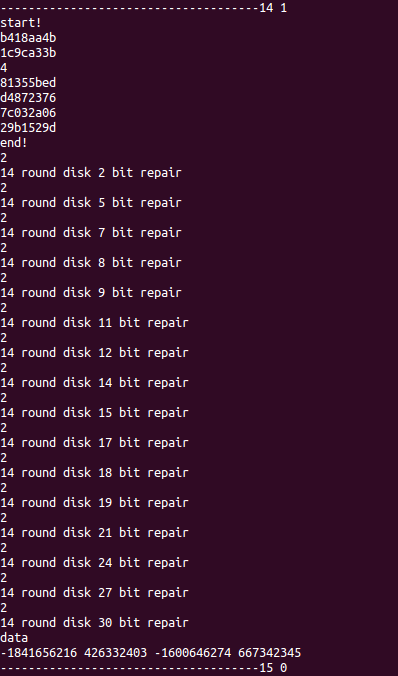 -------------------------------------14 1
start!
b418aa4b
1c9ca33b
4
81355bed
d4872376
7c032a06
29b1529d
end!
2
14 round disk 2 bit repair
2
14 round disk 5 bit repair
2
14 round disk 7 bit repair
2
14 round disk 8 bit repair
2
14 round disk 9 bit repair
2
14 round disk 11 bit repair
2
14 round disk 12 bit repair
2
14 round disk 14 bit repair
2
14 round disk 15 bit repair
2
14 round disk 17 bit repair
2
14 round disk 18 bit repair
2
14 round disk 19 bit repair
2
14 round disk 21 bit repair
2
14 round disk 24 bit repair
2
14 round disk 27 bit repair
2
14 round disk 30 bit repair
data
-1841656216 426332403 -1600646274 667342345
-------------------------------------15 0